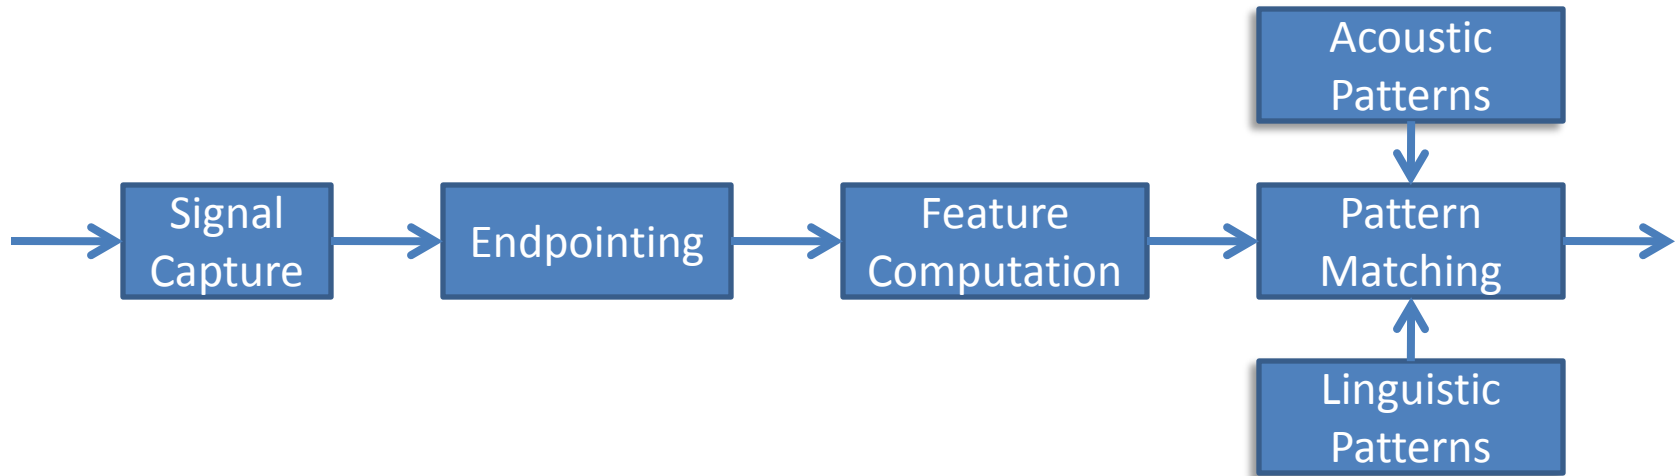 Acoustic
Patterns
Signal
Capture
Endpointing
Feature
Computation
Pattern
Matching
Linguistic
Patterns